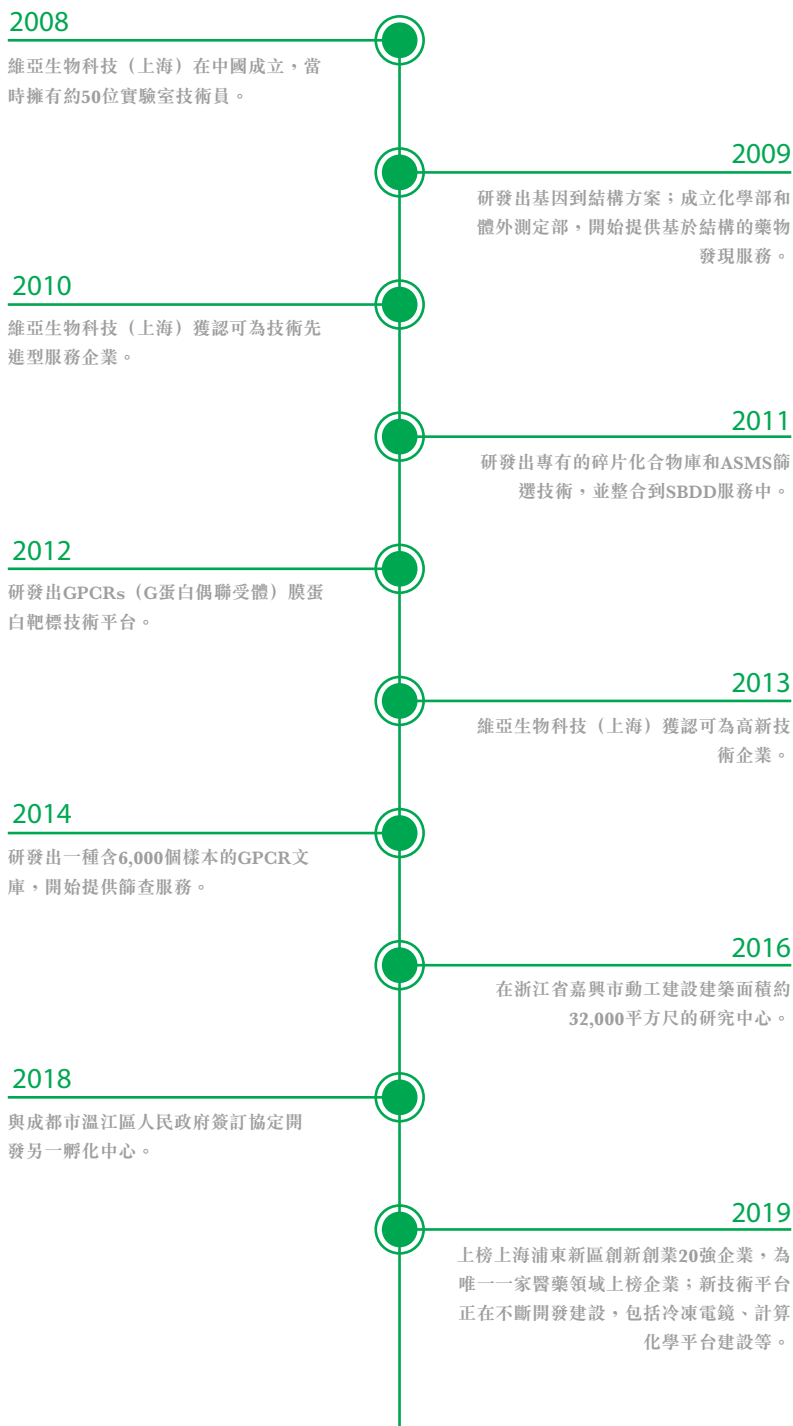 2008
維亞生物科技（上海）在中國成立，當
時擁有約50位實驗室技術員。
2009
研發出基因到結構方案；成立化學部和
體外測定部，開始提供基於結構的藥物
發現服務。
2010
維亞生物科技（上海）獲認可為技術先
進型服務企業。
2011
研發出專有的碎片化合物庫和ASMS篩
選技術，並整合到SBDD服務中。
2012
研發出GPCRs（G蛋白偶聯受體）膜蛋
白靶標技術平台。
2013
維亞生物科技（上海）獲認可為高新技
術企業。
2014
研發出一種含6,000個樣本的GPCR文
庫，開始提供篩查服務。
2016
在浙江省嘉興市動工建設建築面積約
32,000平方尺的研究中心。
2018
與成都市溫江區人民政府簽訂協定開
發另一孵化中心。
2019
上榜上海浦東新區創新創業20強企業，為
唯一一家醫藥領域上榜企業；新技術平台
正在不斷開發建設，包括冷凍電鏡、計算
化學平台建設等。